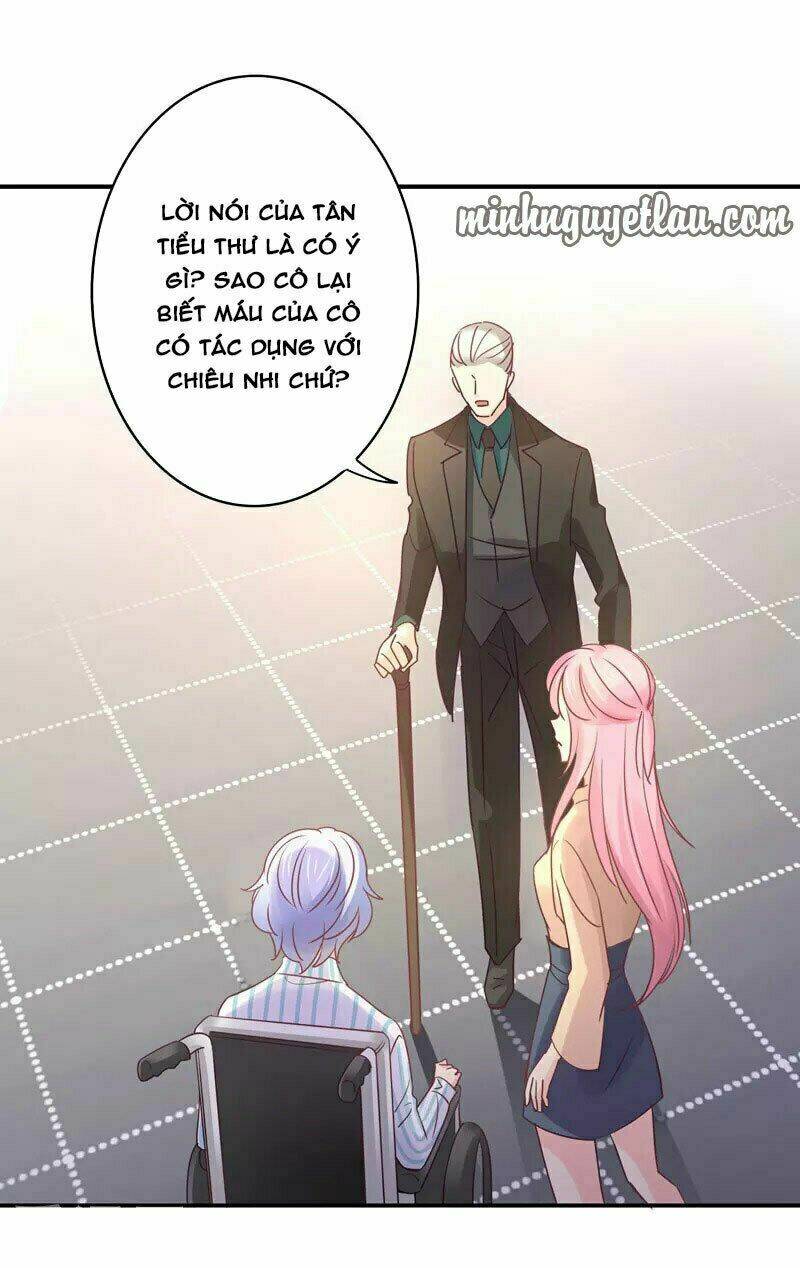 minhnguyetlau.com
LỜI NÓI CỦA TÂN
TIỂU THƯ LÀ CÓ Ý
GÌ? SAO CÔ LẠI
BIẾT MÁU CỦA CÔ
CÓ TÁC DỤNG VỚI
CHIÊU NHI CHỨ?